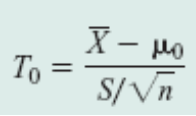 T₀ = (X̄ − μ₀) / (S/√n)